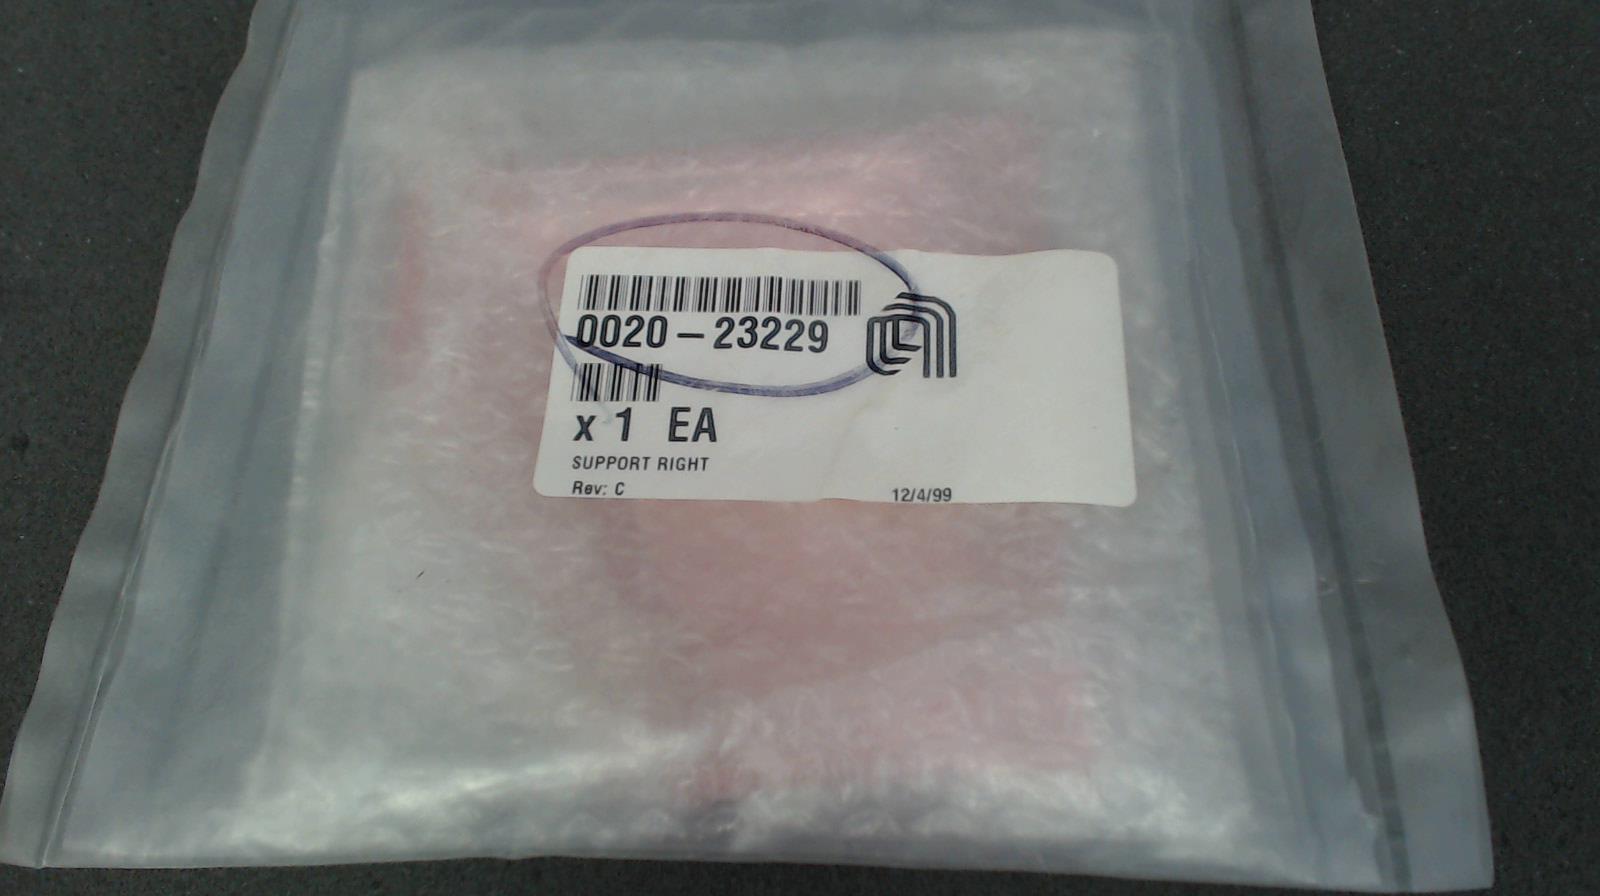 0020-23229
x 1 EA
SUPPORT RIGHT
Rev: C 12/4/99